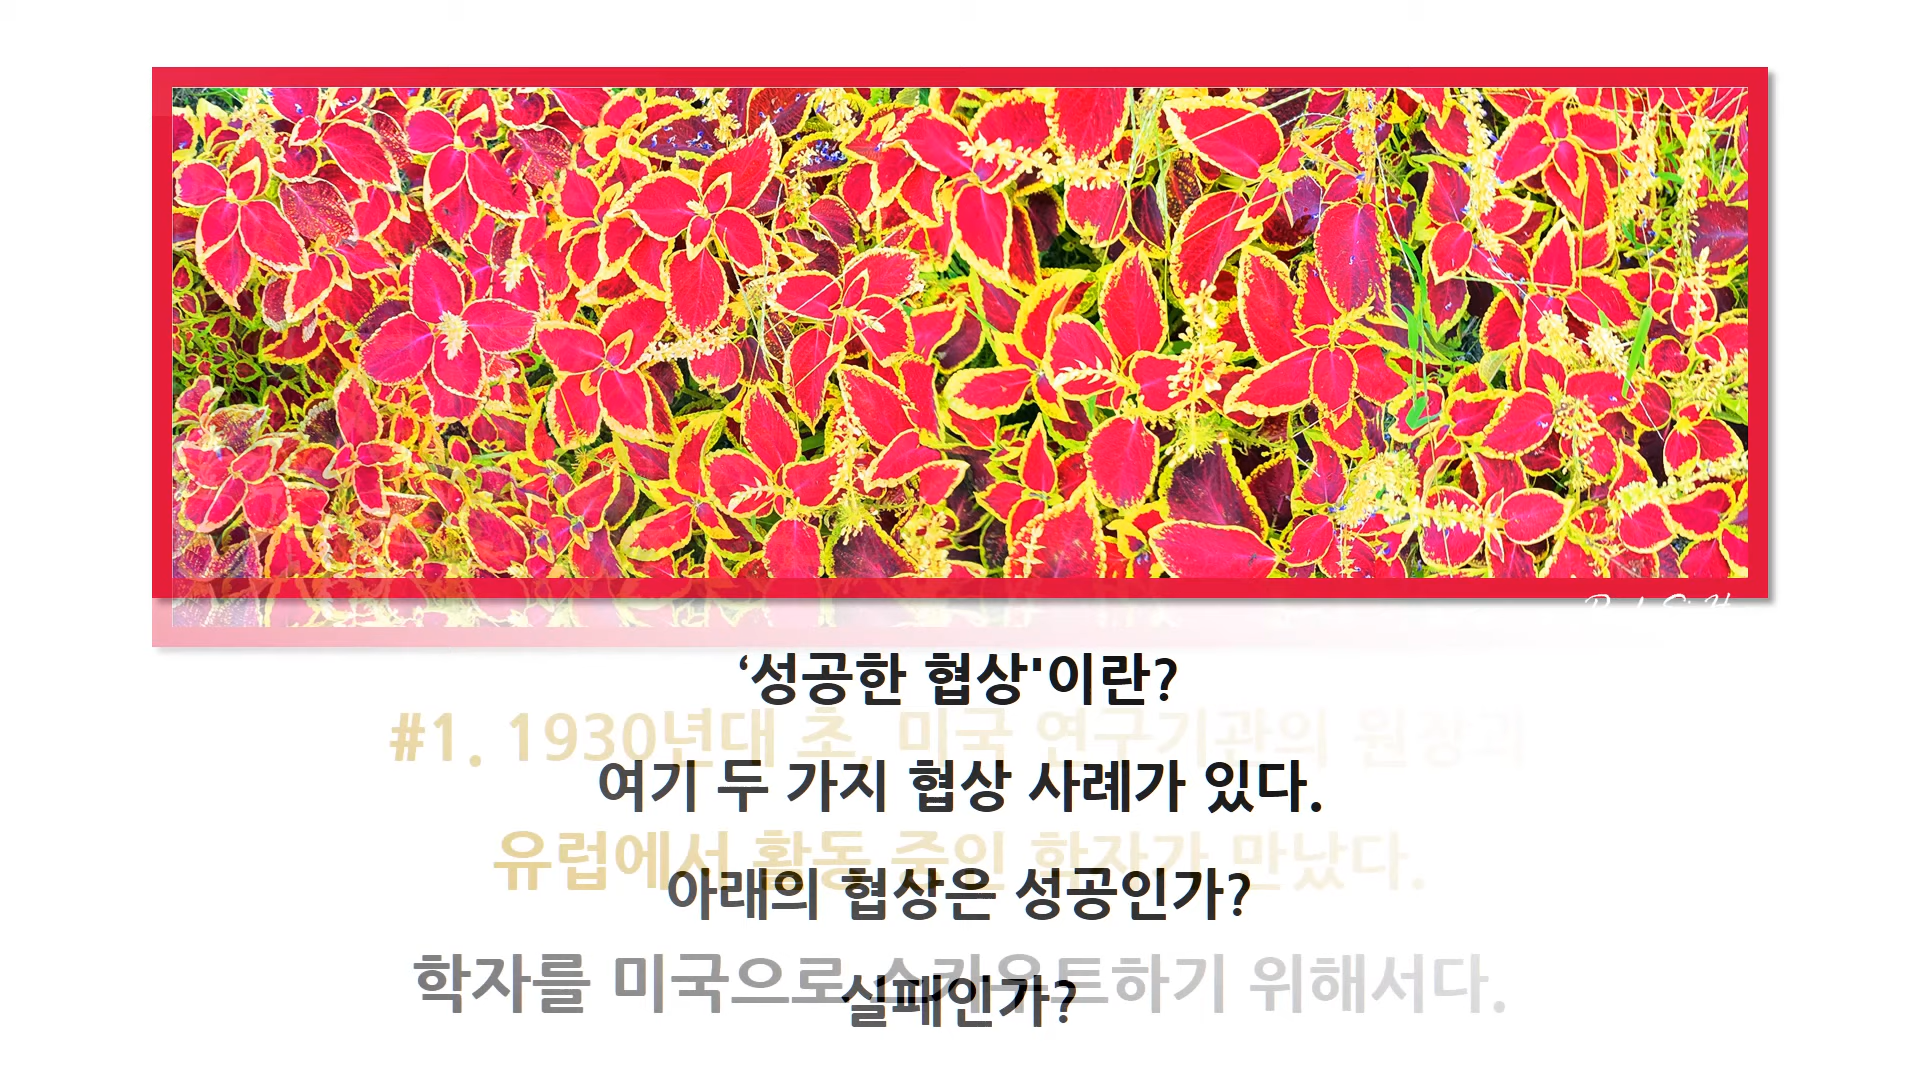 ‘성공한 협상'이란?
#1. 1930년대 초, 미국 연구기관의 원장과
여기 두 가지 협상 사례가 있다.
유럽에서 활동 중인 학자가 만났다.
아래의 협상은 성공인가?
학자를 미국으로 스카우트하기 위해서다.
실패인가?